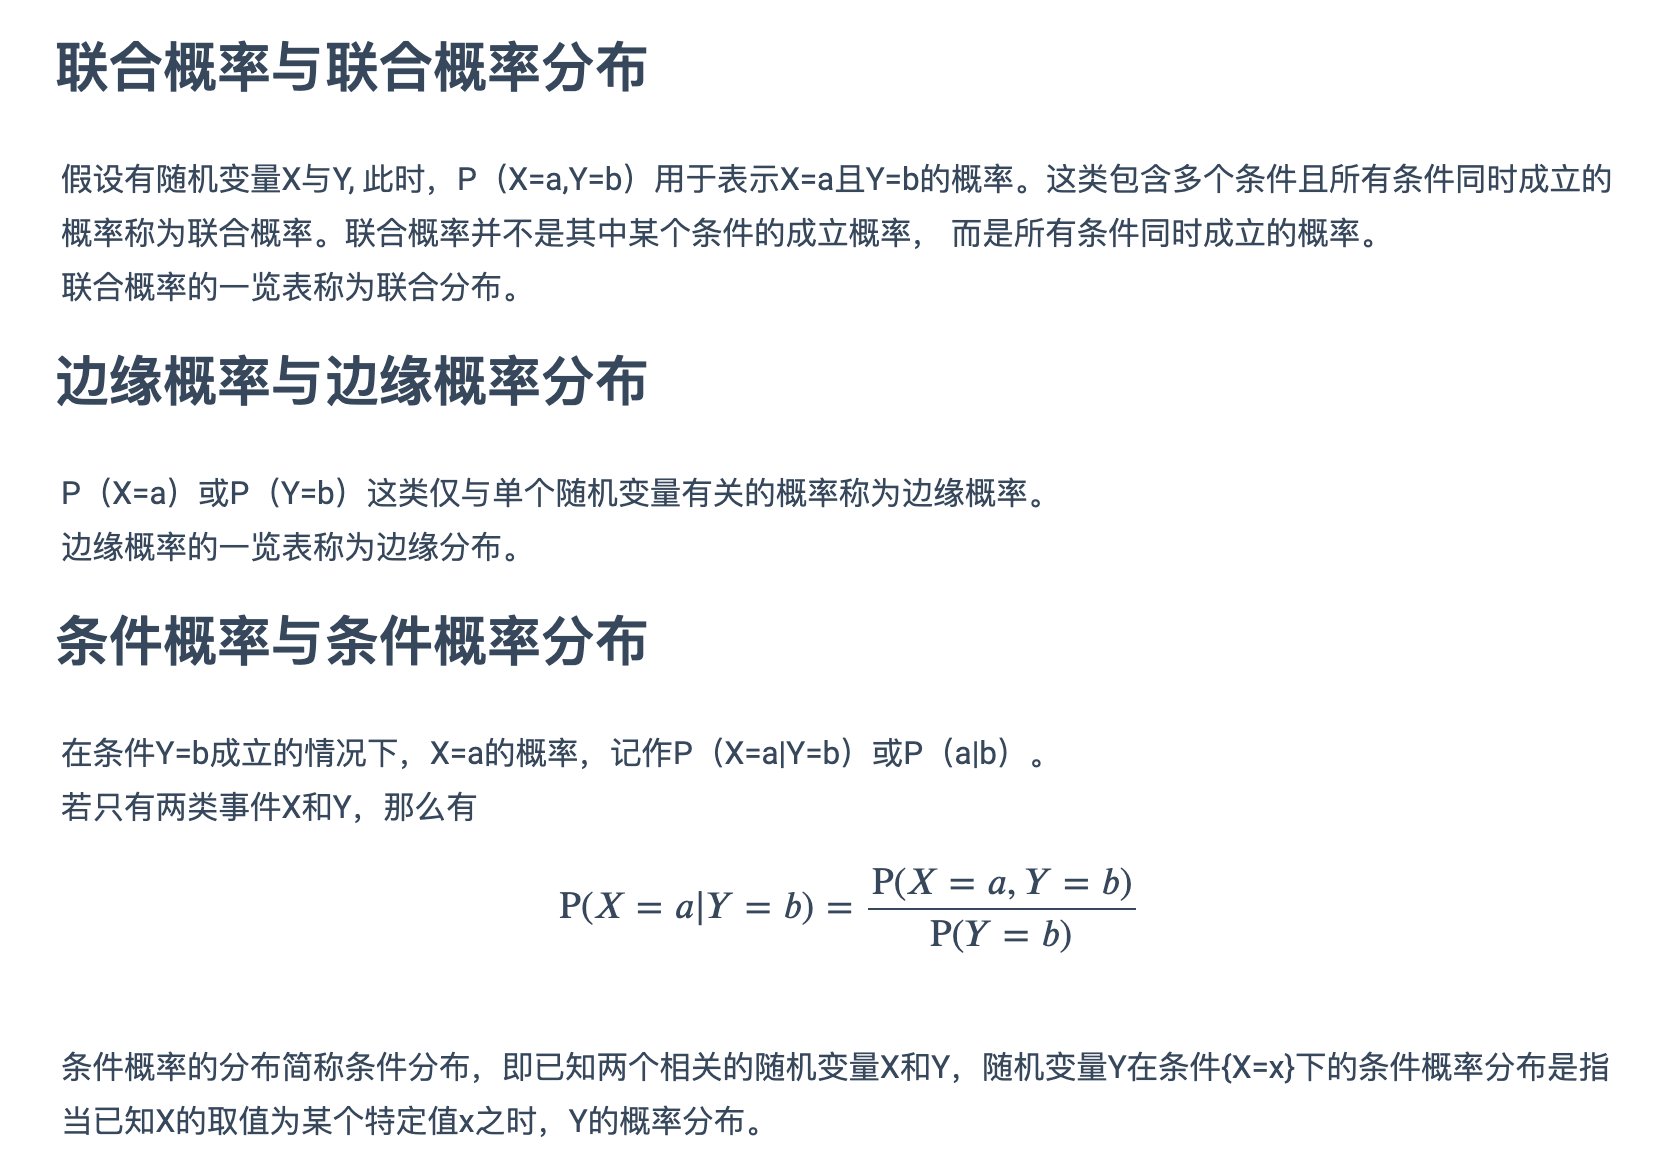 联合概率与联合概率分布
假设有随机变量X与Y, 此时，P（X=a,Y=b）用于表示X=a且Y=b的概率。这类包含多个条件且所有条件同时成立的
概率称为联合概率。联合概率并不是其中某个条件的成立概率， 而是所有条件同时成立的概率。
联合概率的一览表称为联合分布。
边缘概率与边缘概率分布
P（X=a）或P（Y=b）这类仅与单个随机变量有关的概率称为边缘概率。
边缘概率的一览表称为边缘分布。
条件概率与条件概率分布
在条件Y=b成立的情况下，X=a的概率，记作P（X=a|Y=b）或P（a|b）。
若只有两类事件X和Y，那么有
P(X = a|Y = b) = P(X = a, Y = b) / P(Y = b)
条件概率的分布简称条件分布，即已知两个相关的随机变量X和Y，随机变量Y在条件{X=x}下的条件概率分布是指
当已知X的取值为某个特定值x之时，Y的概率分布。